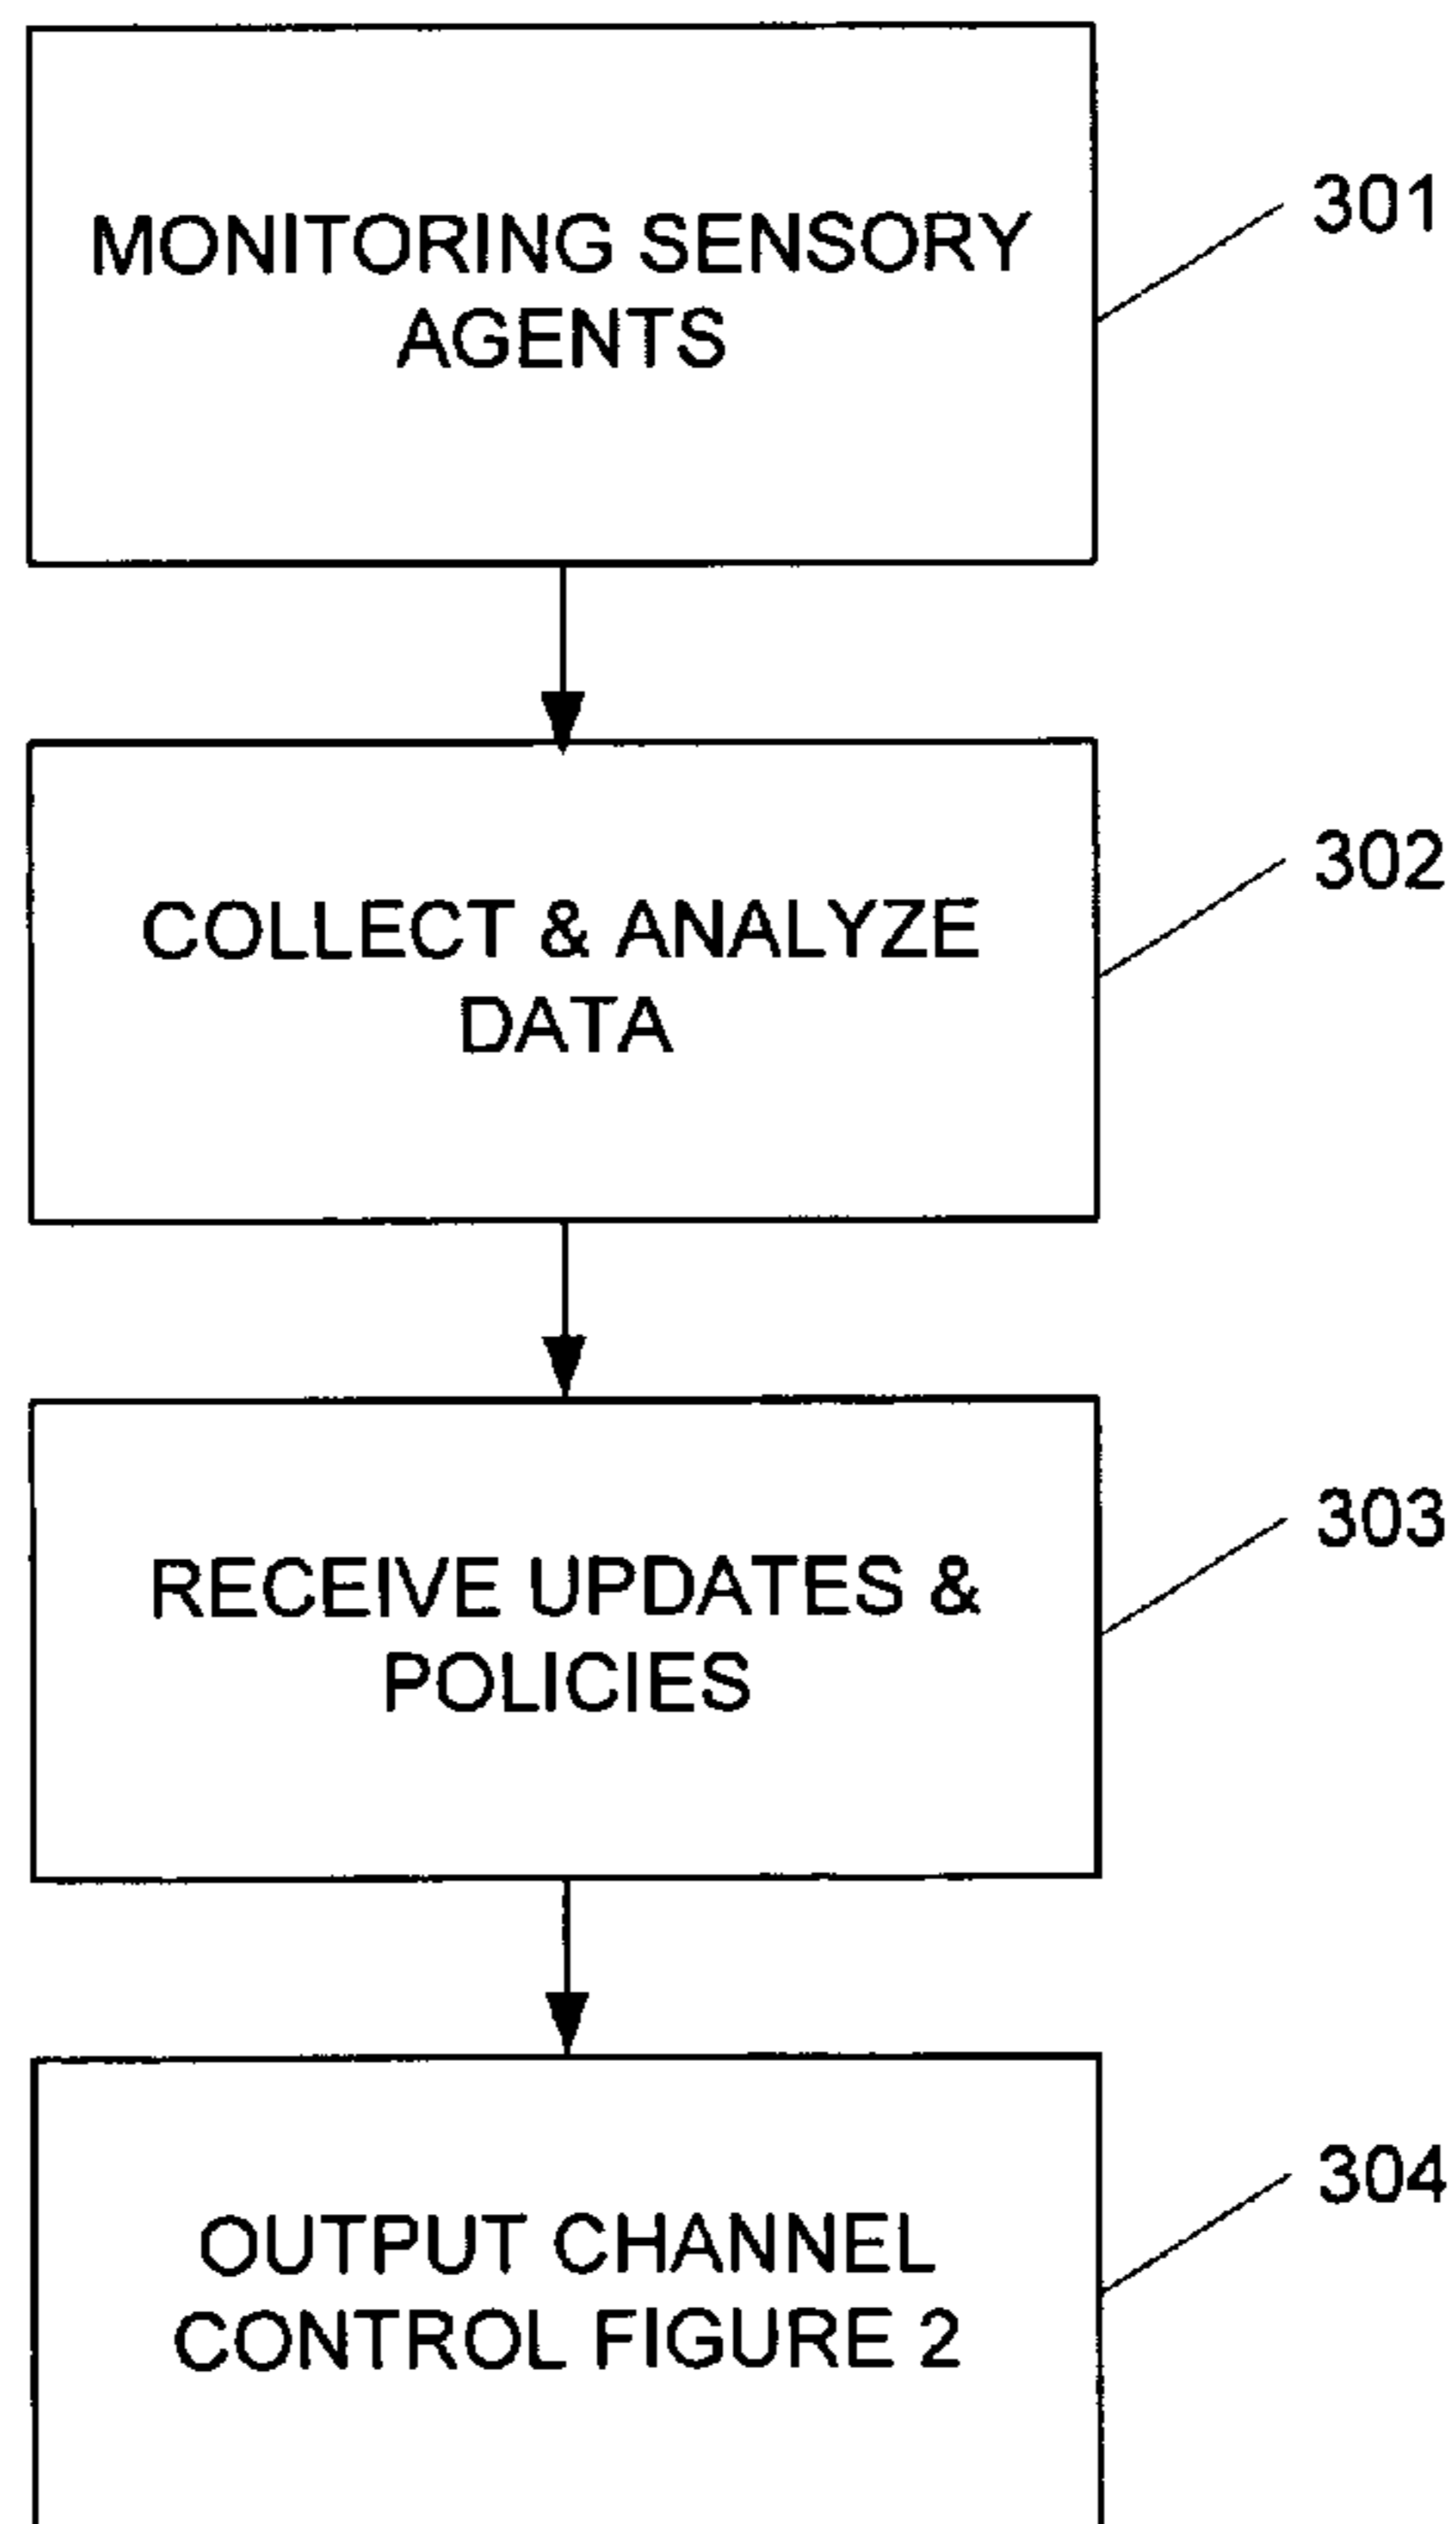 MONITORING SENSORY
AGENTS
301
COLLECT & ANALYZE
DATA
302
RECEIVE UPDATES &
POLICIES
303
OUTPUT CHANNEL
CONTROL FIGURE 2
304